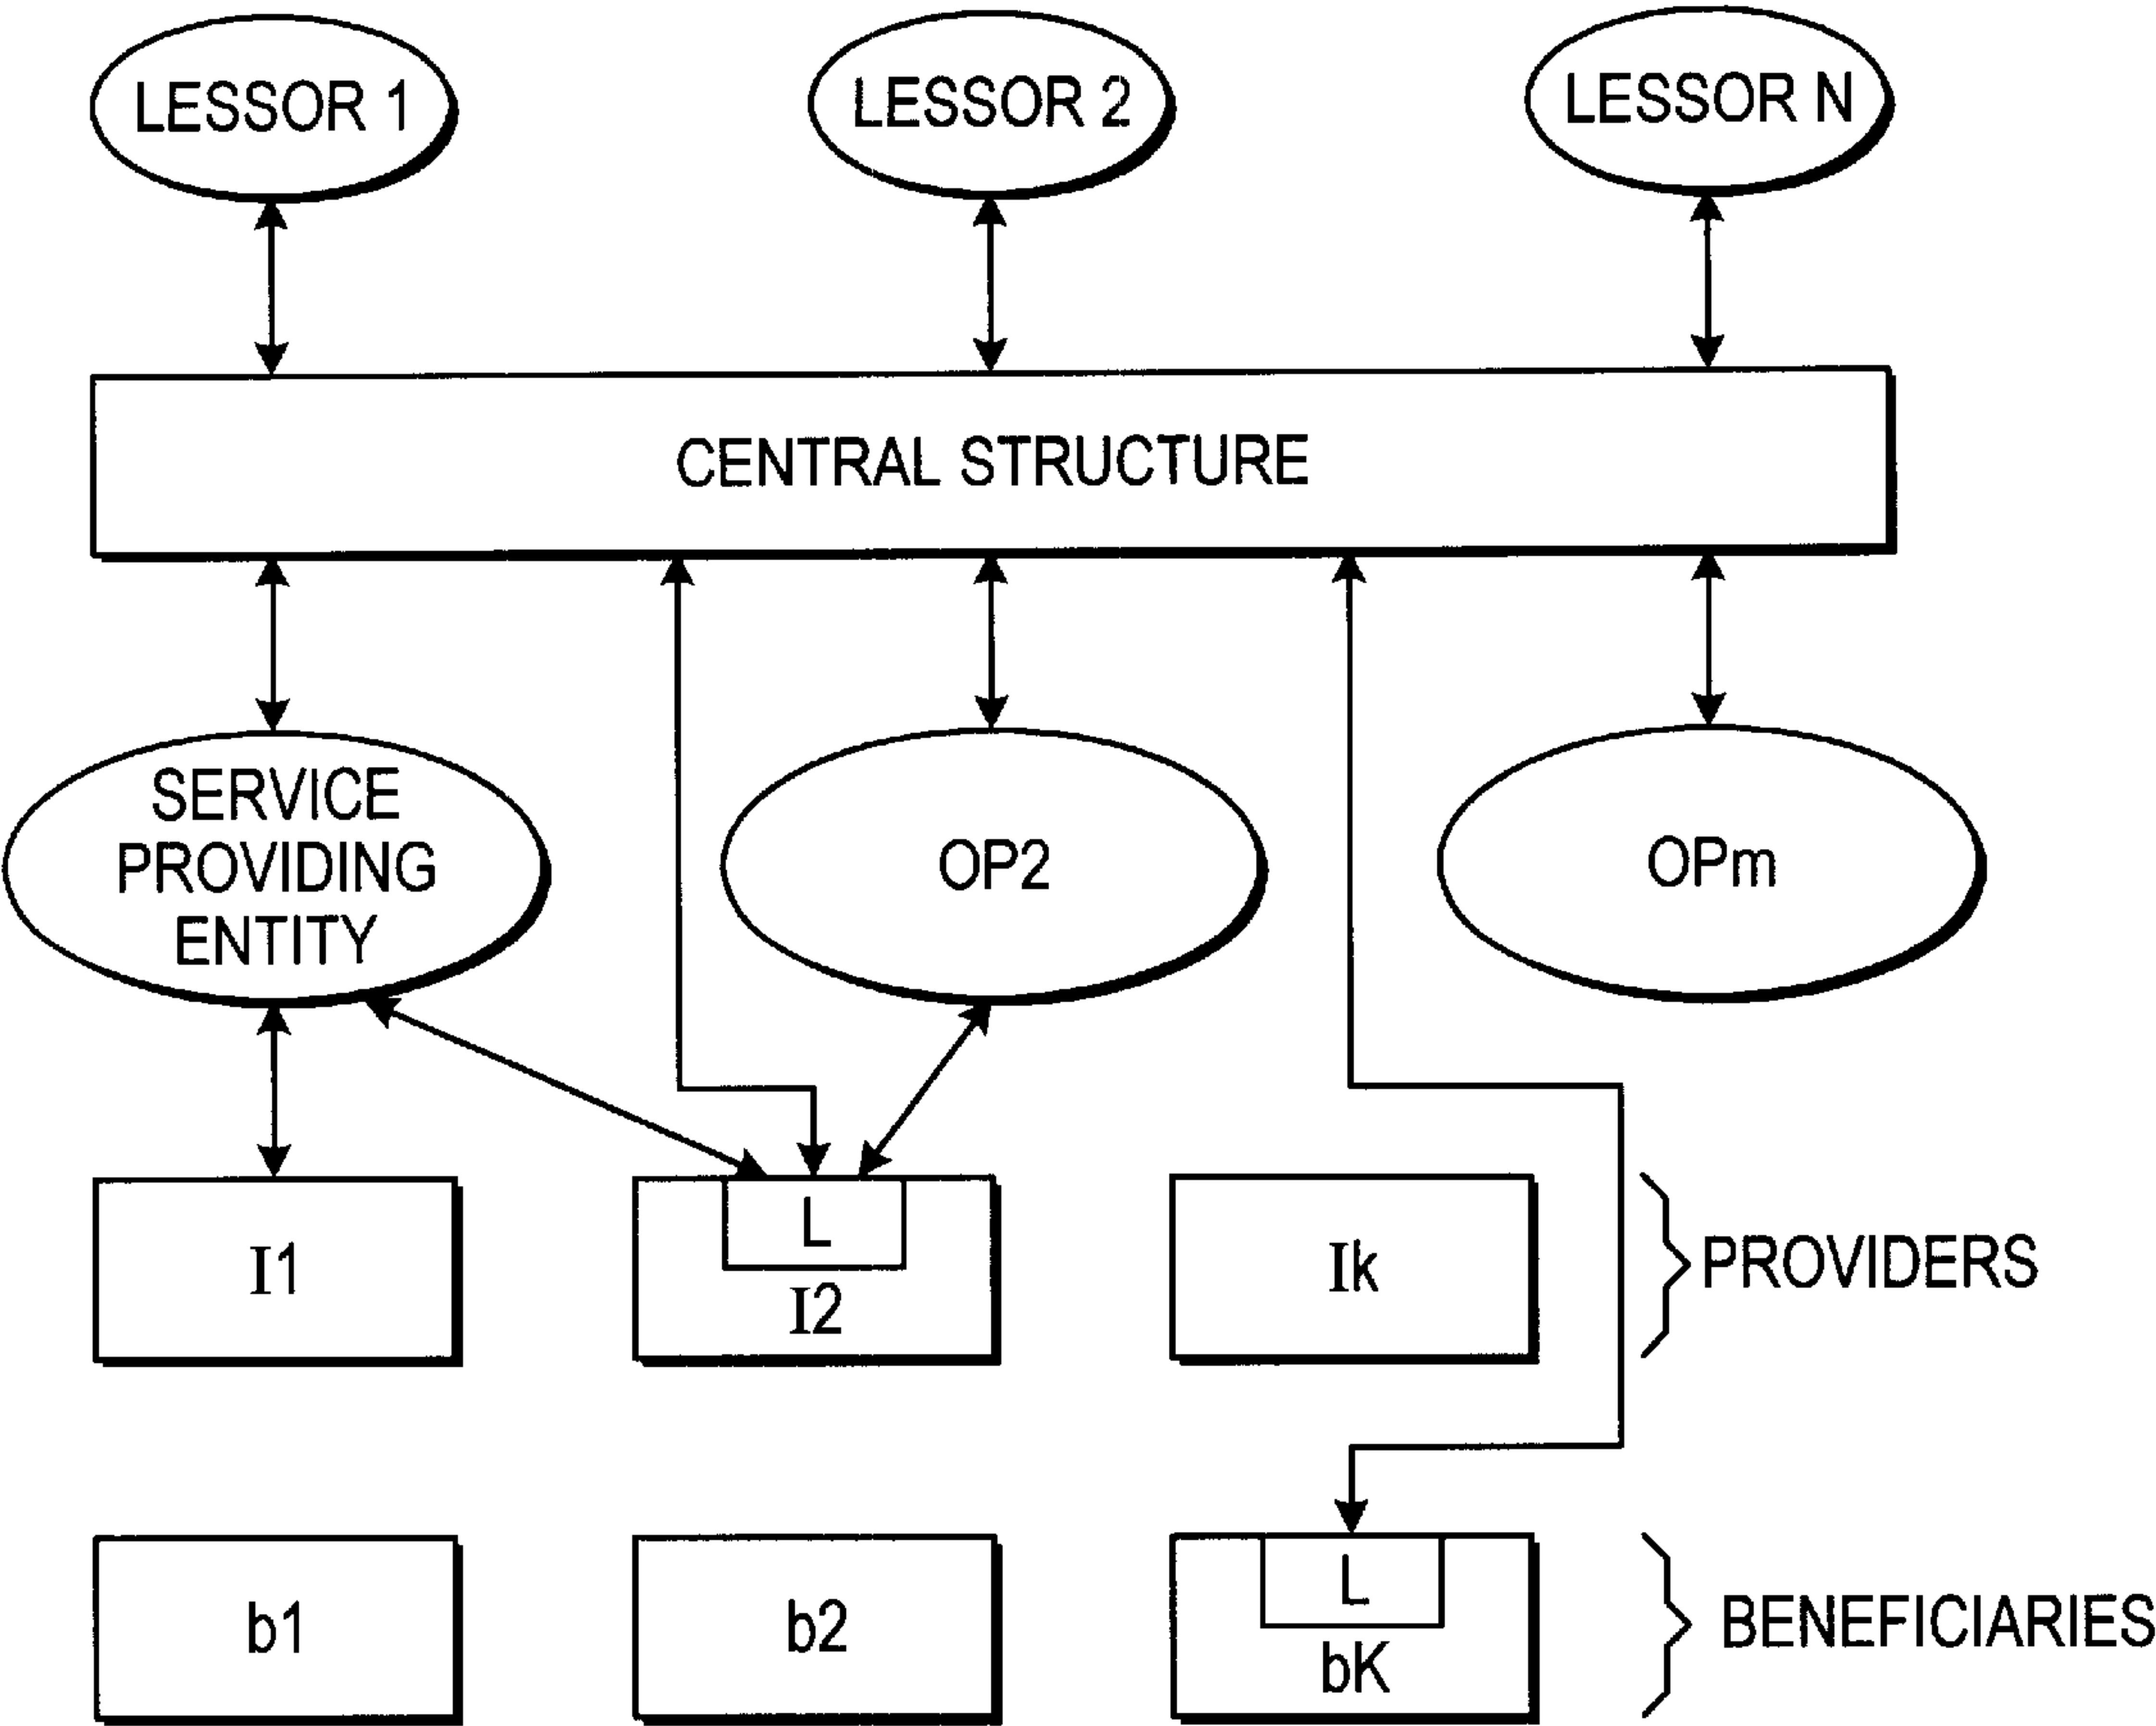 LESSOR 1
LESSOR 2
LESSOR N
CENTRAL STRUCTURE
SERVICE
PROVIDING
ENTITY
OP2
OPm
I1
L
I2
Ik
PROVIDERS
b1
b2
L
bK
BENEFICIARIES